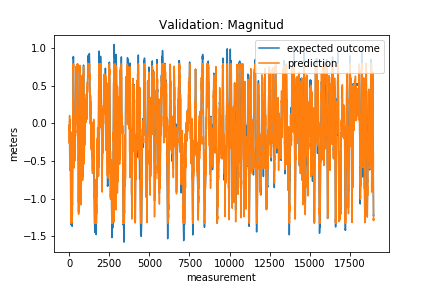 Validation: Magnitud
expected outcome
prediction
meters
1.0
0.5
0.0
−0.5
−1.0
−1.5
0 2500 5000 7500 10000 12500 15000 17500
measurement